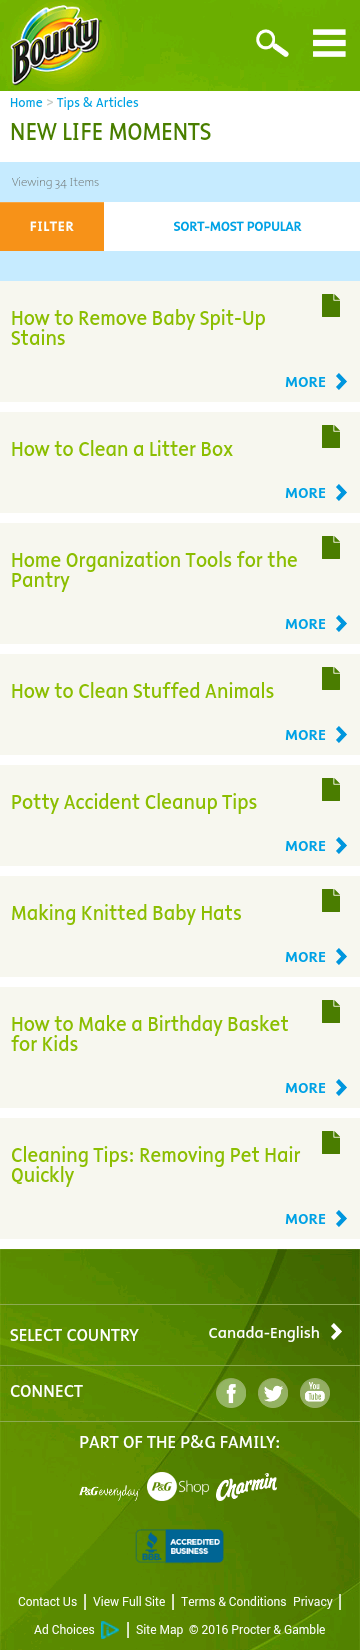 Bounty
Home > Tips & Articles
NEW LIFE MOMENTS
Viewing 34 Items
FILTER
SORT-MOST POPULAR
How to Remove Baby Spit-Up
Stains
MORE
How to Clean a Litter Box
MORE
Home Organization Tools for the
Pantry
MORE
How to Clean Stuffed Animals
MORE
Potty Accident Cleanup Tips
MORE
Making Knitted Baby Hats
MORE
How to Make a Birthday Basket
for Kids
MORE
Cleaning Tips: Removing Pet Hair
Quickly
MORE
SELECT COUNTRY
Canada-English
CONNECT
f
You
Tube
PART OF THE P&G FAMILY:
P&G everyday
P&G Shop
Charmin
BBB.
ACCREDITED
BUSINESS
Contact Us | View Full Site | Terms & Conditions Privacy |
Ad Choices | Site Map © 2016 Procter & Gamble